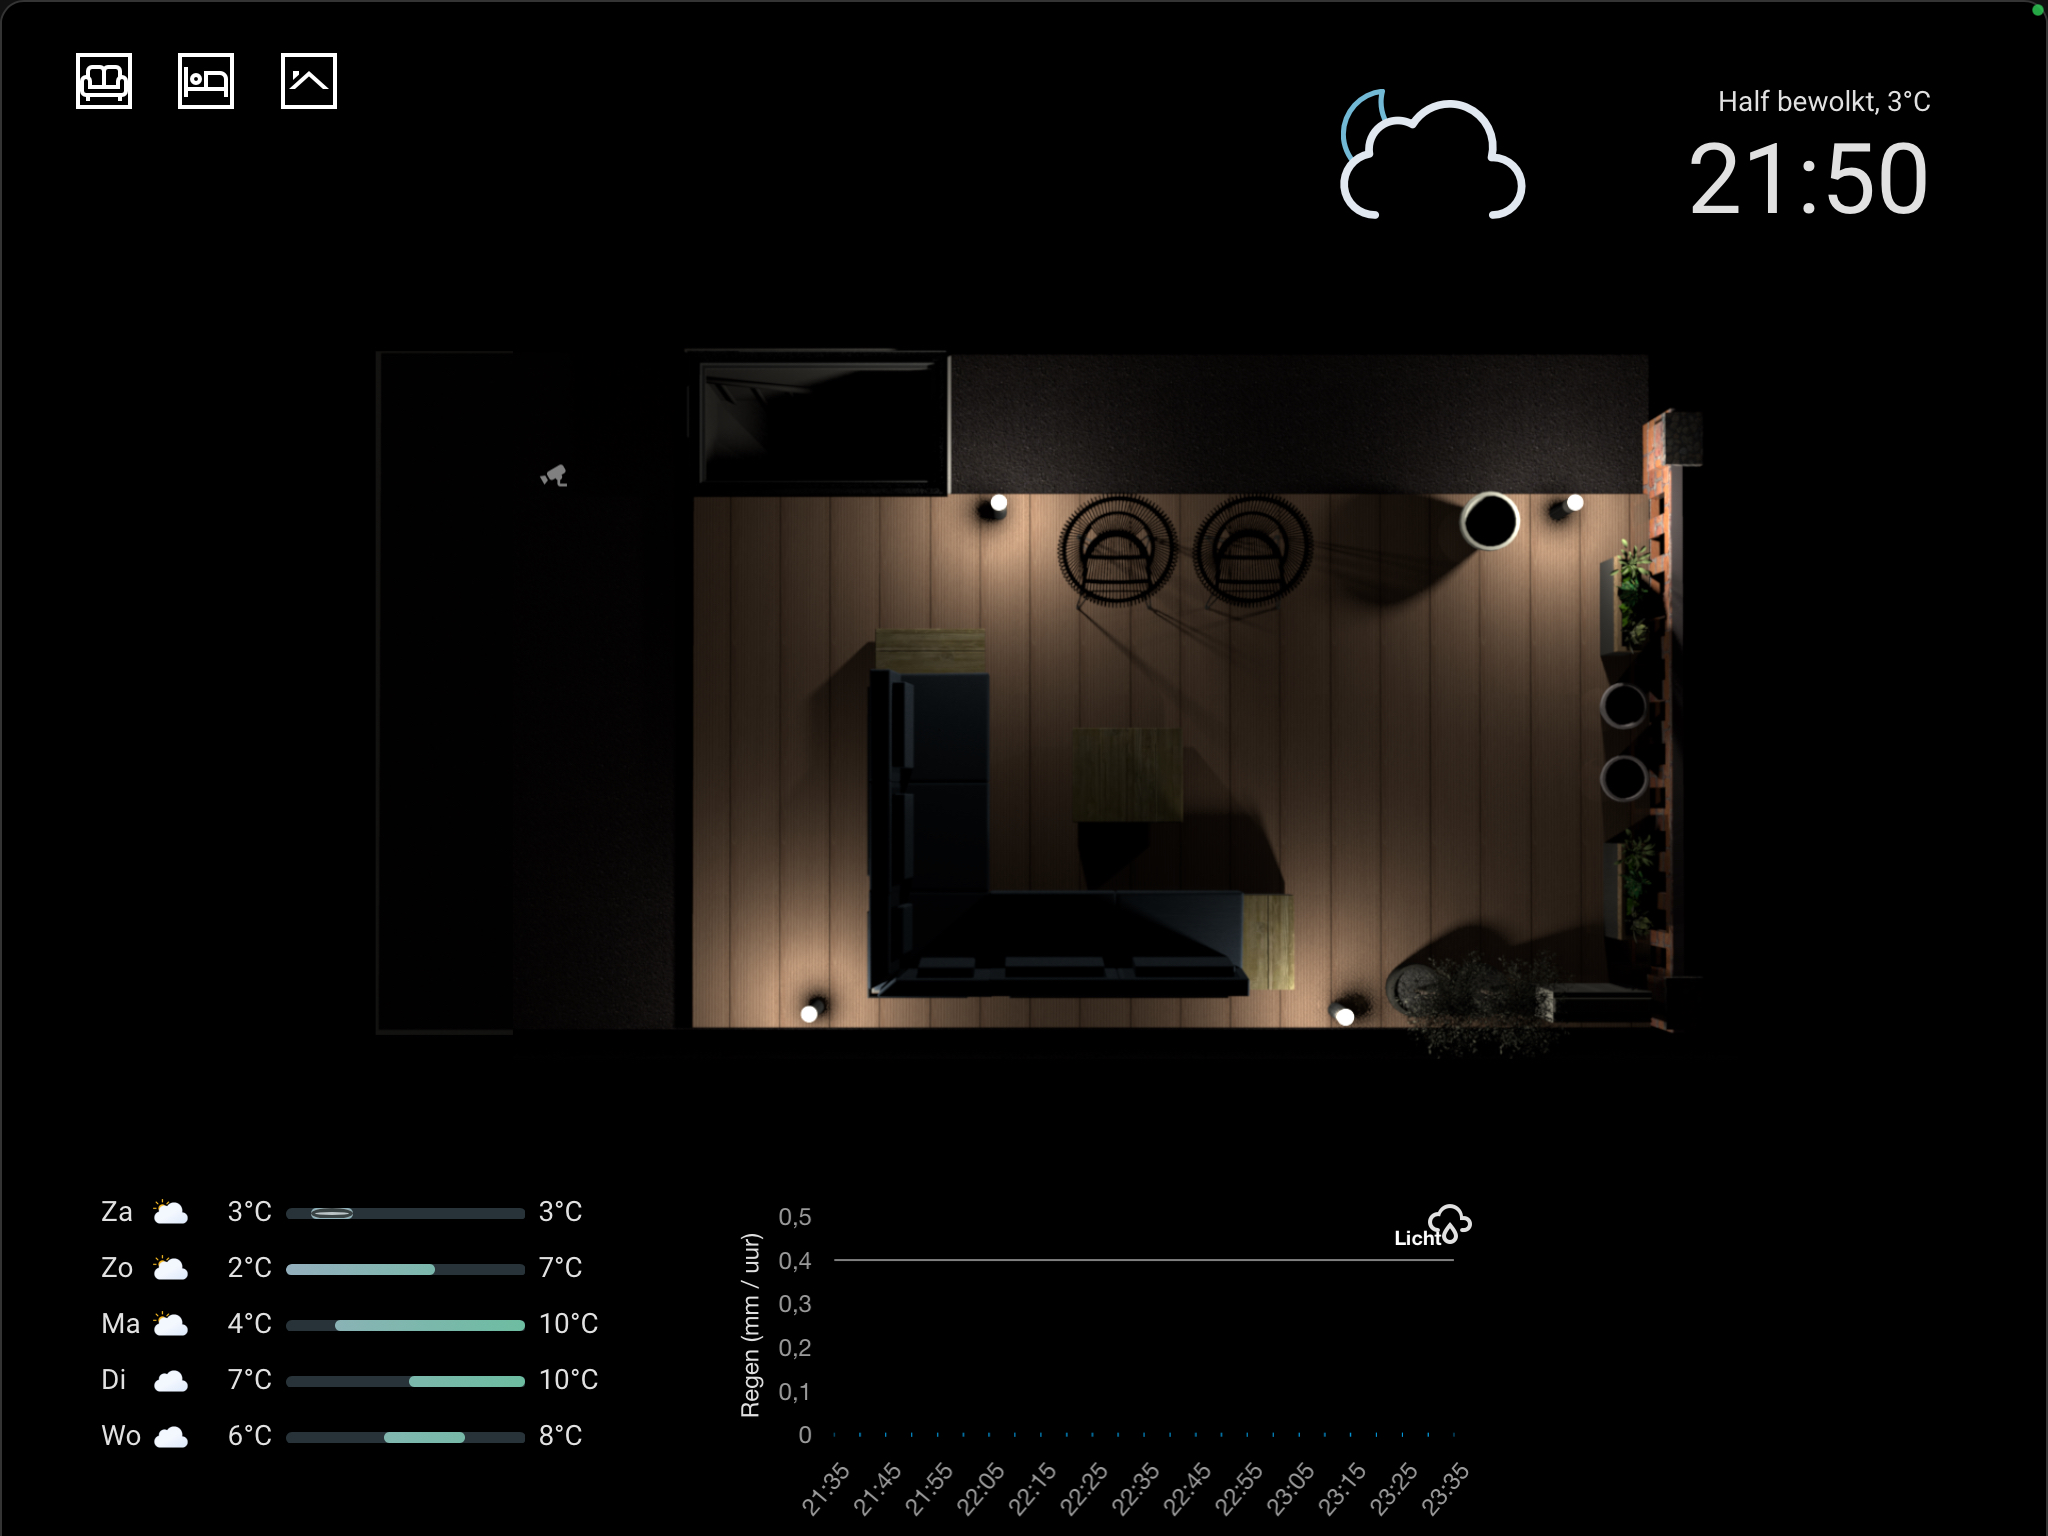 Half bewolkt, 3°C
21:50
Za 3°C 3°C
Zo 2°C 7°C
Ma 4°C 10°C
Di 7°C 10°C
Wo 6°C 8°C
Regen (mm / uur)
0,5
0,4
0,3
0,2
0,1
0
Licht
21:35 21:45 21:55 22:05 22:15 22:25 22:35 22:45 22:55 23:05 23:15 23:25 23:35